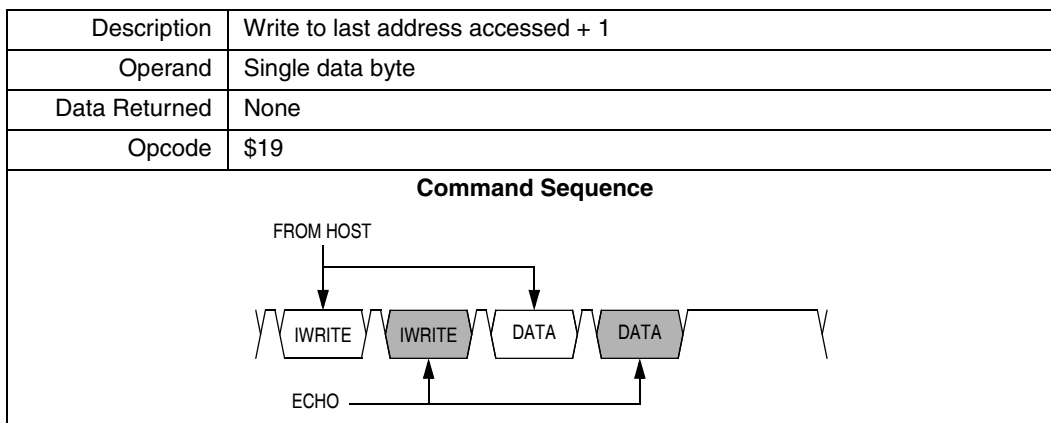 Description Write to last address accessed + 1
Operand Single data byte
Data Returned None
Opcode $19
Command Sequence
FROM HOST
IWRITE IWRITE DATA DATA
ECHO